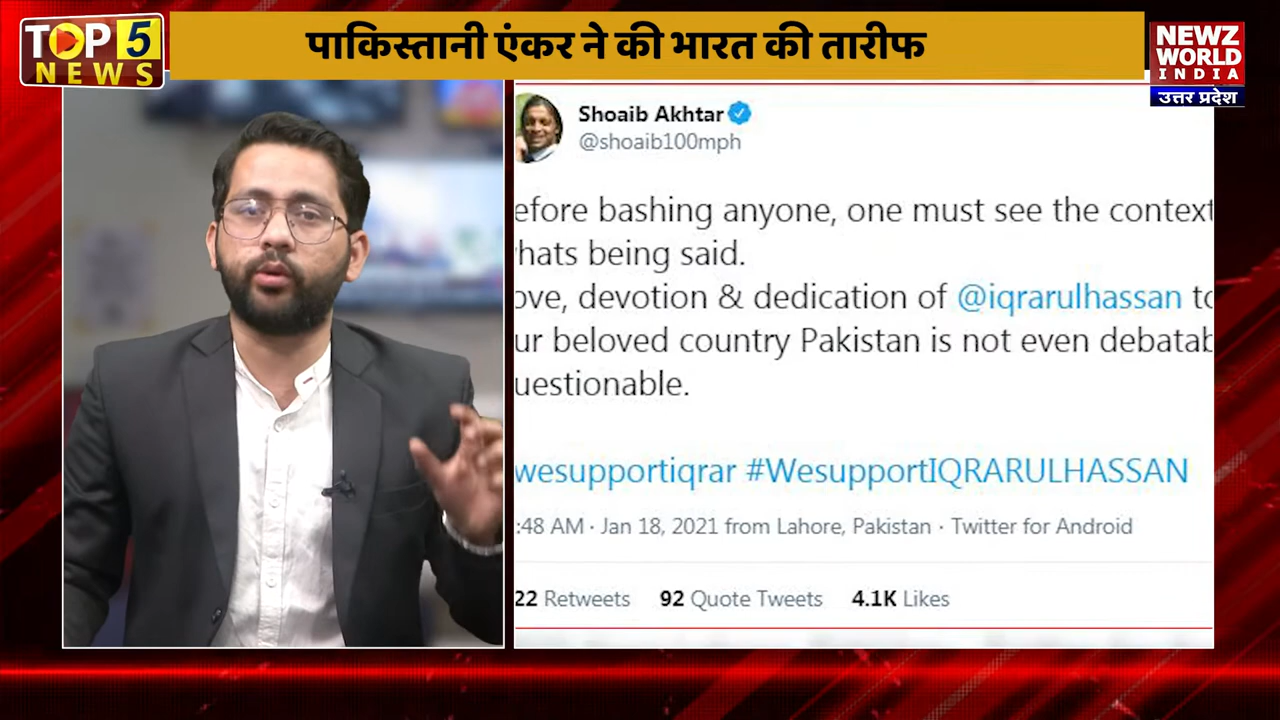 TOP 5
NEWS
पाकिस्तानी एंकर ने की भारत की तारीफ
NEWZ
WORLD
INDIA
उत्तर प्रदेश
Shoaib Akhtar
@shoaib100mph
efore bashing anyone, one must see the context
hats being said.
ove, devotion & dedication of @iqrarulhassan to
ur beloved country Pakistan is not even debatab
uestionable.
wesupportiqrar #WesupportIQRARULHASSAN
:48 AM · Jan 18, 2021 from Lahore, Pakistan · Twitter for Android
22 Retweets 92 Quote Tweets 4.1K Likes